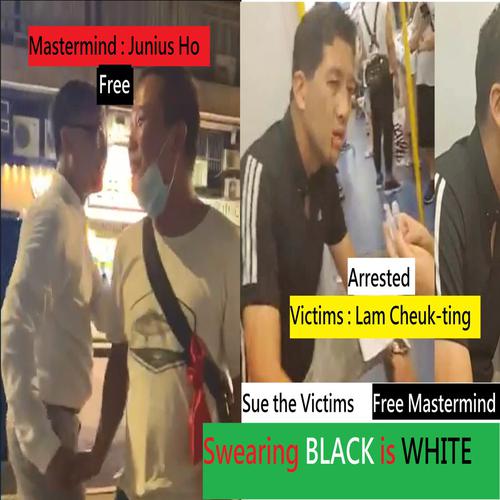 Mastermind : Junius Ho
Free
Arrested
Victims : Lam Cheuk-ting
Sue the Victims
Free Mastermind
Swearing BLACK is WHITE